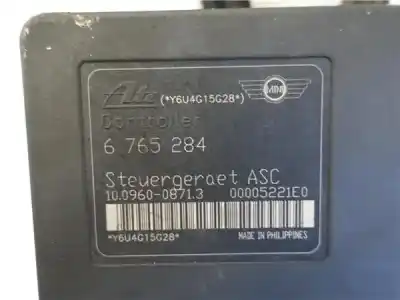 Ate (*Y6U4G15G28*) MINI
Controller
6 765 284
Steuergeraet ASC
10.0960-0871.3 00005221E0
*Y6U4G15G28* MADE IN PHILIPPINES